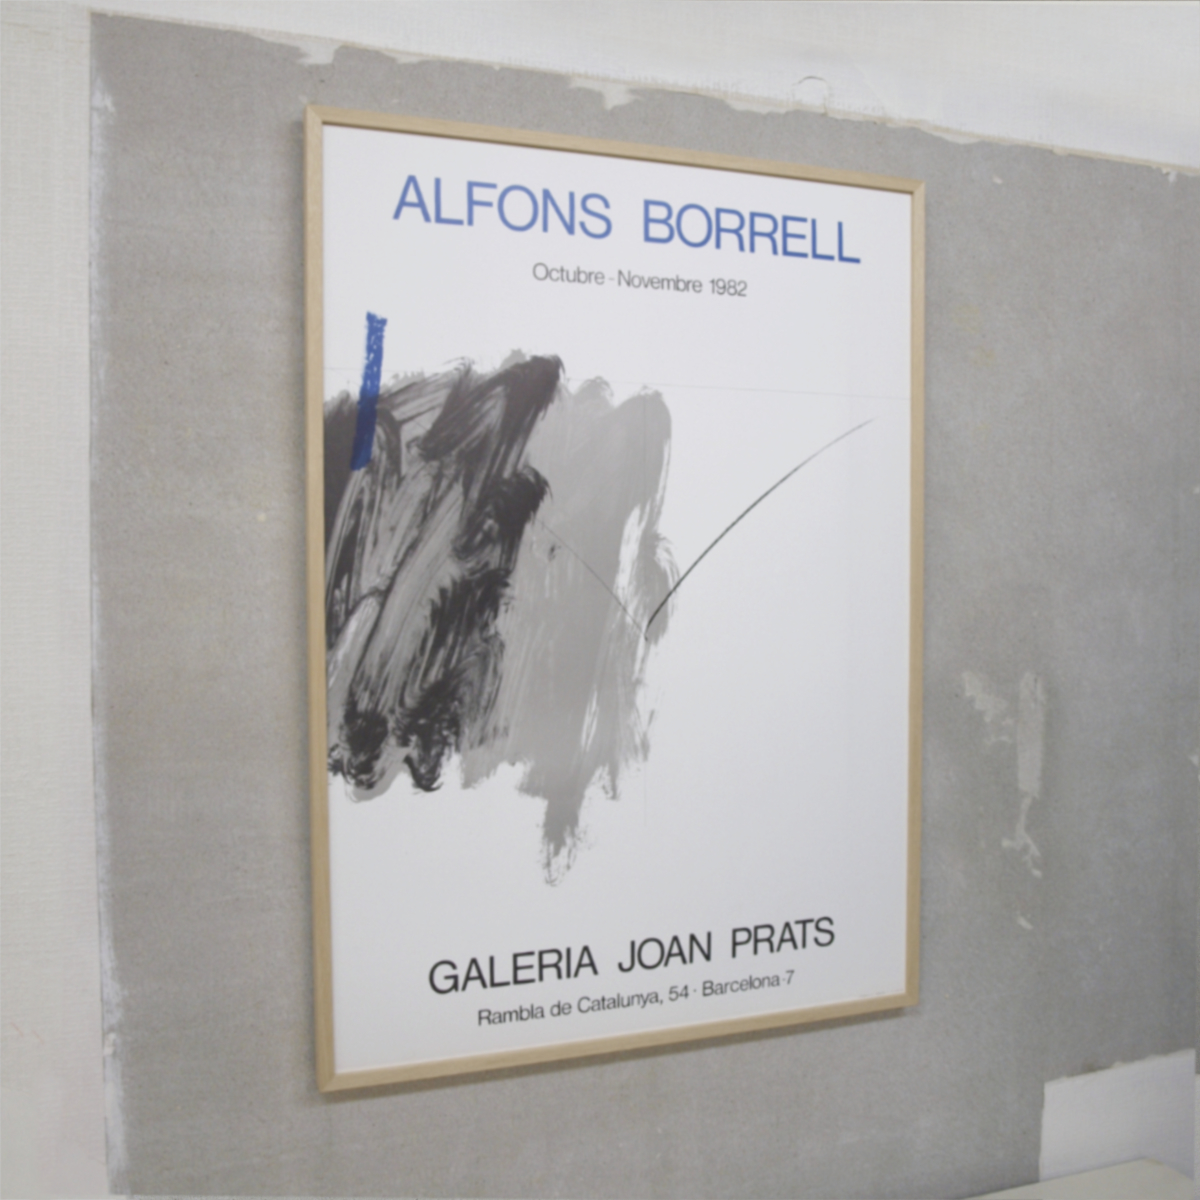 ALFONS BORRELL
Octubre - Novembre 1982
GALERIA JOAN PRATS
Rambla de Catalunya, 54 · Barcelona-7